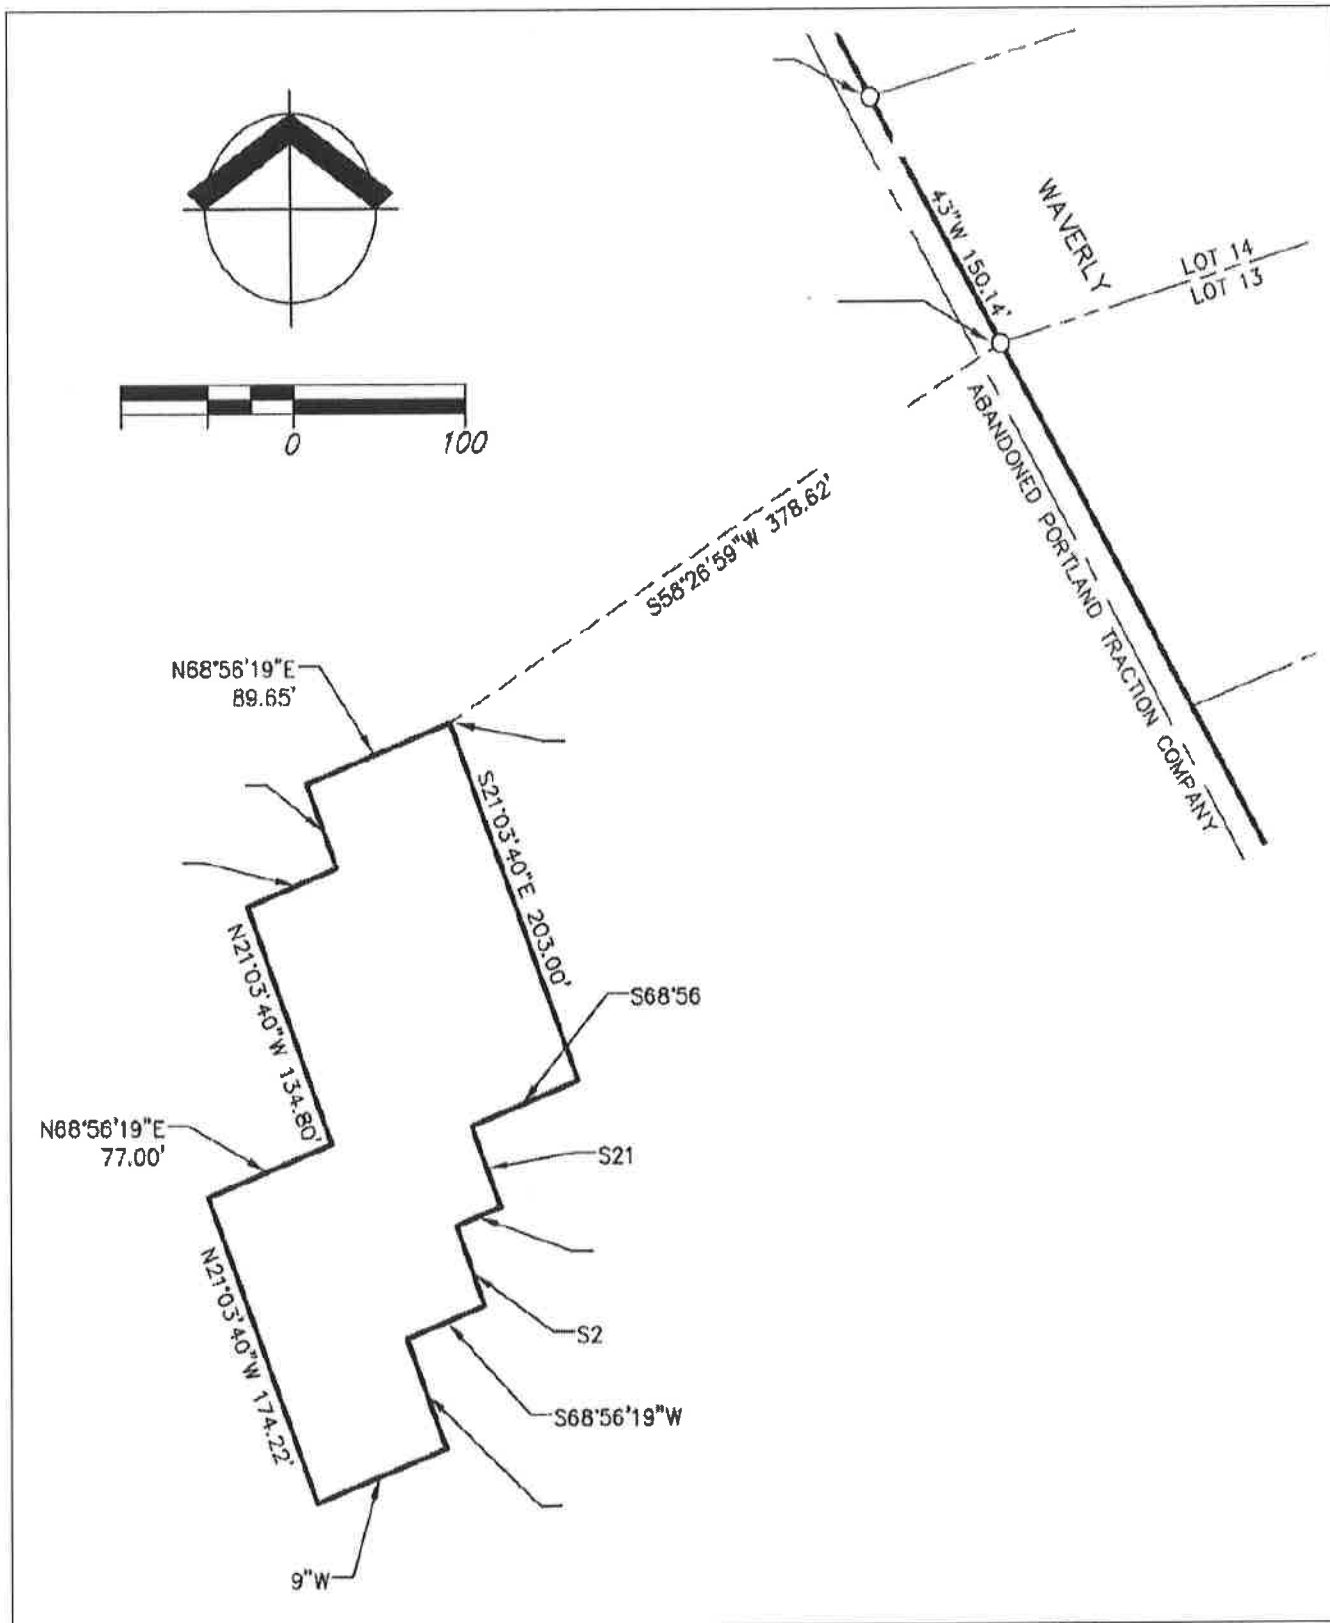 43"W 150.14'
WAVERLY
LOT 14
LOT 13
0 100
ABANDONED PORTLAND TRACTION COMPANY
S58°26'59"W 378.62'
N68°56'19"E
89.65'
S21°03'40"E 203.00'
N21°03'40"W 134.80'
S68°56
N68°56'19"E
77.00'
S21
N21°03'40"W 174.22'
S2
S68°56'19"W
9"W